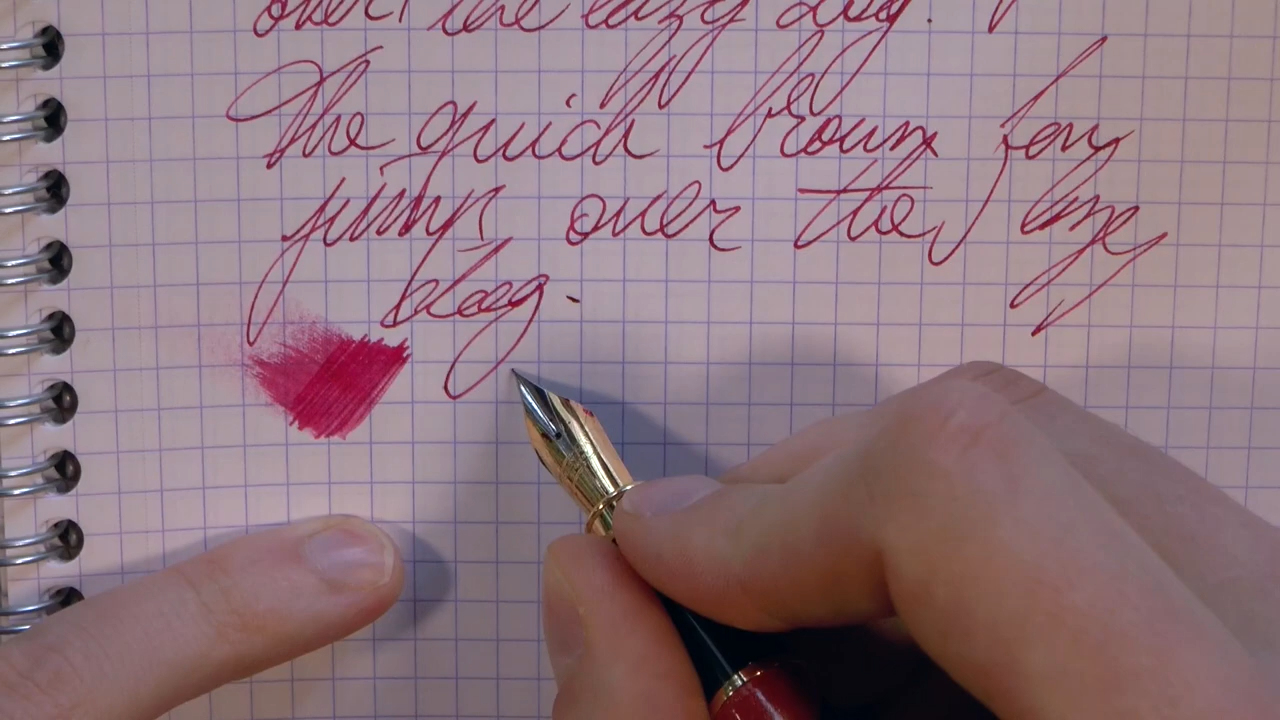 over the lazy dog.
The quick brown fox
jumps over the lazy
dog.